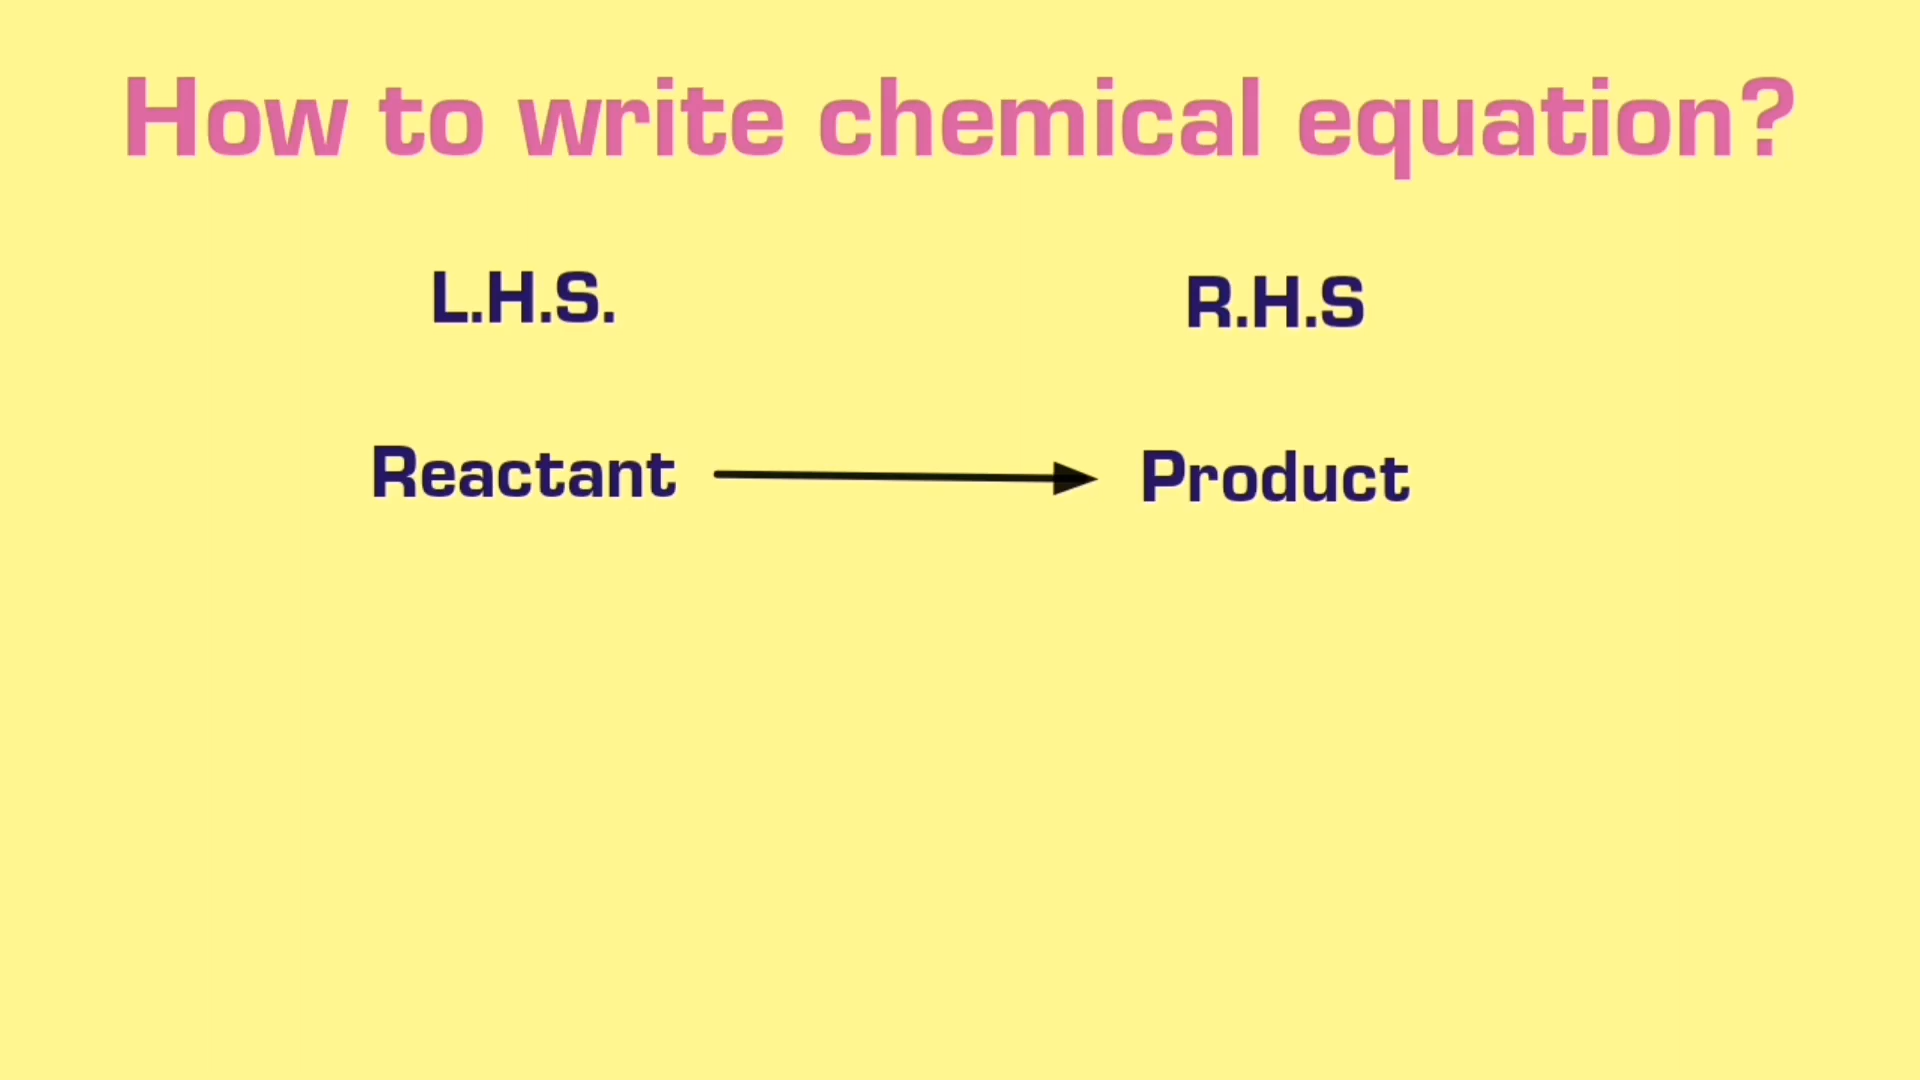 How to write chemical equation?
L.H.S. R.H.S
Reactant Product